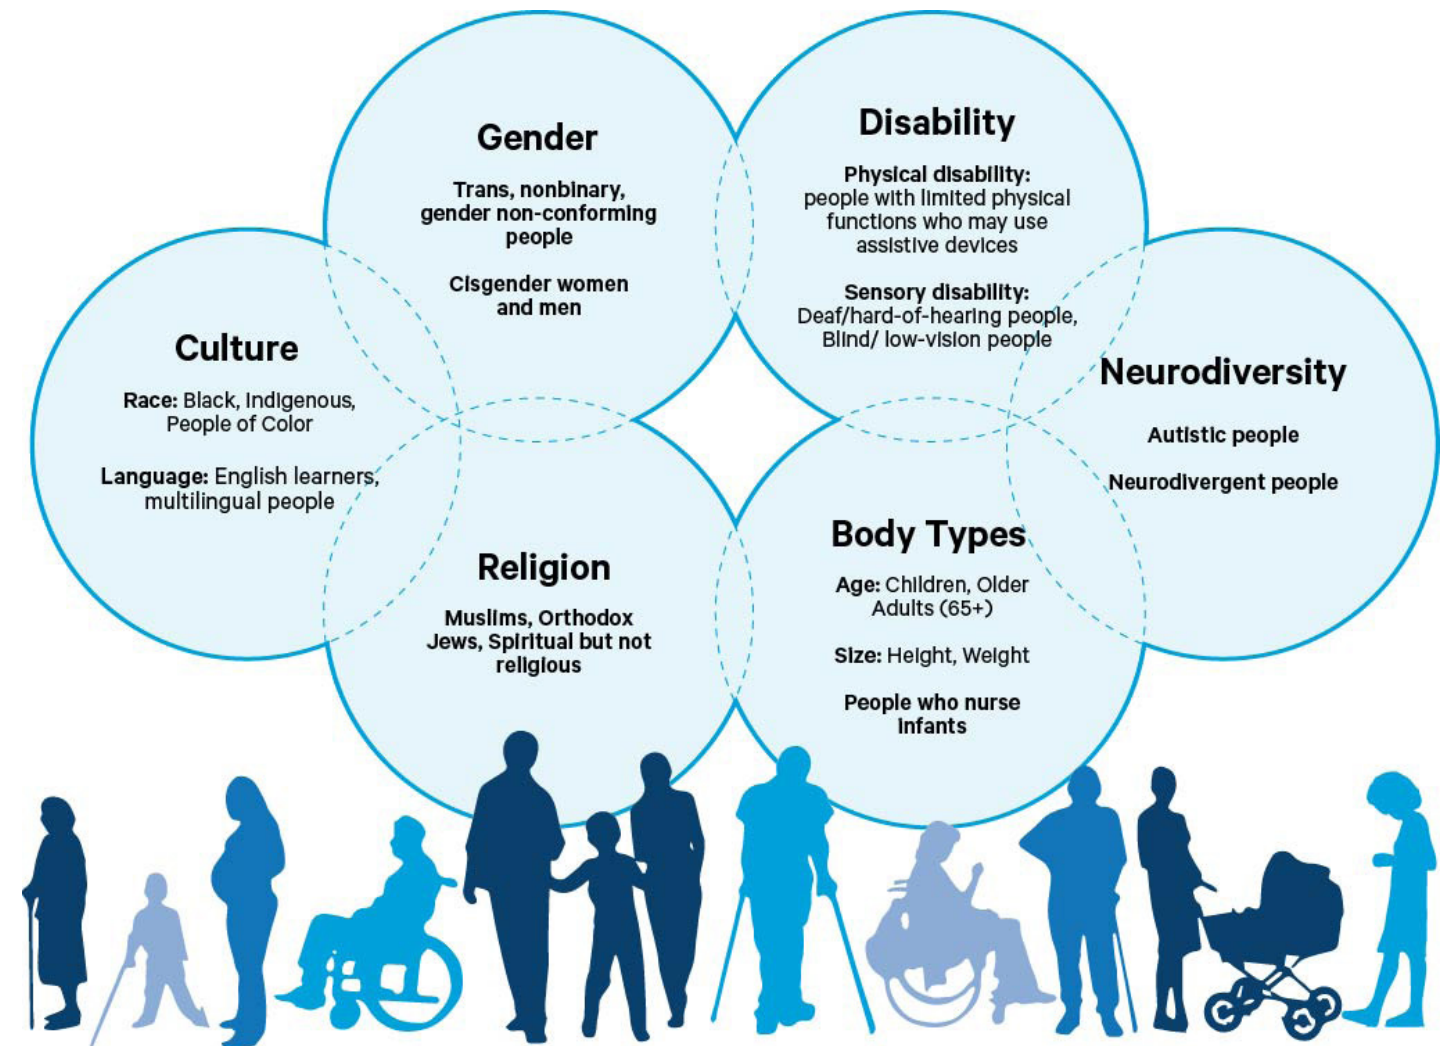 Gender
Trans, nonbinary,
gender non-conforming
people
Cisgender women
and men
Disability
Physical disability:
people with limited physical
functions who may use
assistive devices
Sensory disability:
Deaf/hard-of-hearing people,
Blind/ low-vision people
Culture
Race: Black, Indigenous,
People of Color
Language: English learners,
multilingual people
Neurodiversity
Autistic people
Neurodivergent people
Religion
Muslims, Orthodox
Jews, Spiritual but not
religious
Body Types
Age: Children, Older
Adults (65+)
Size: Height, Weight
People who nurse
infants